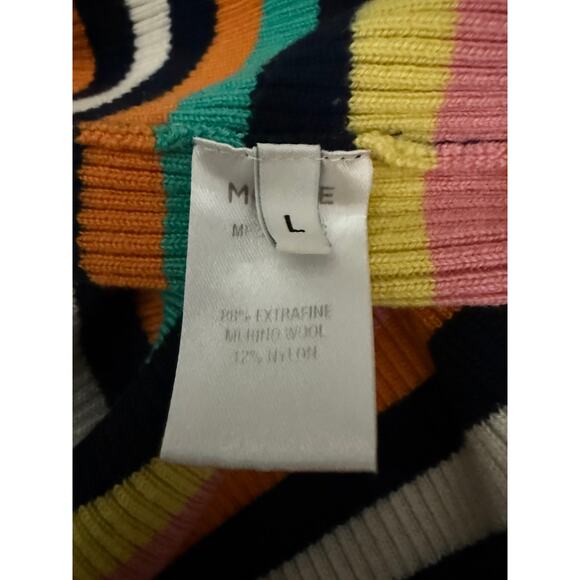 L
88% EXTRAFINE
MERINO WOOL
12% NYLON